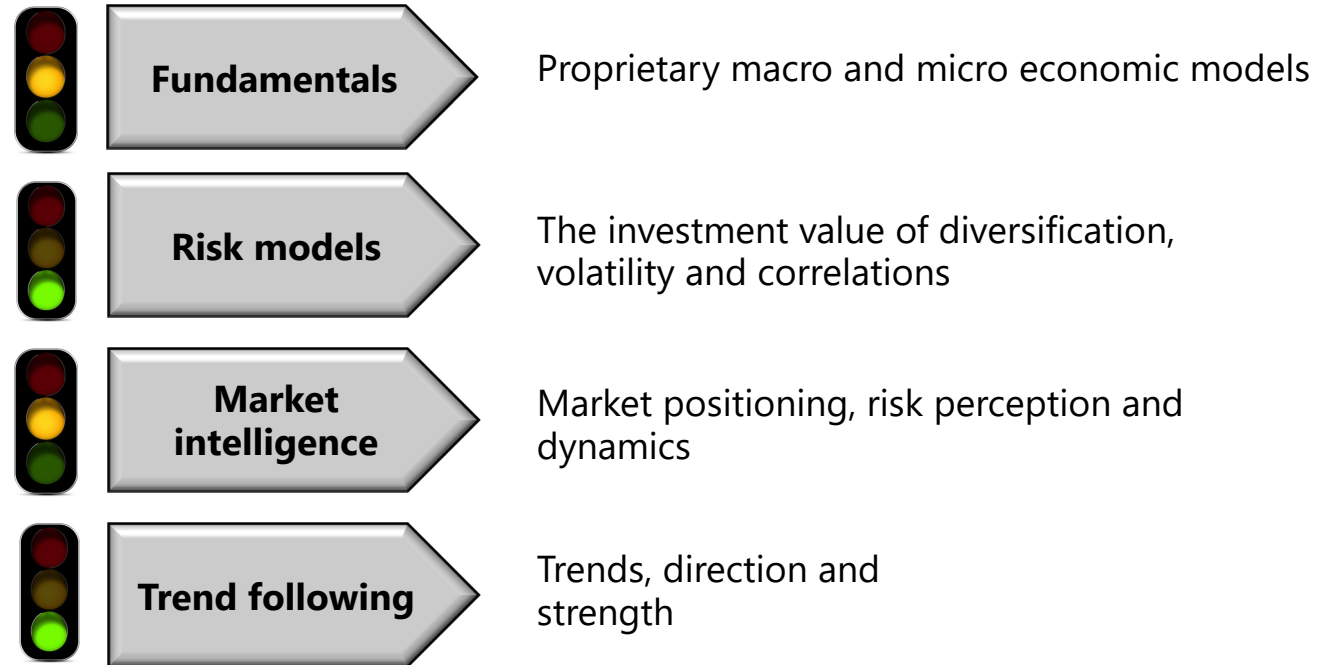 Fundamentals
Proprietary macro and micro economic models
Risk models
The investment value of diversification,
volatility and correlations
Market
intelligence
Market positioning, risk perception and
dynamics
Trend following
Trends, direction and
strength